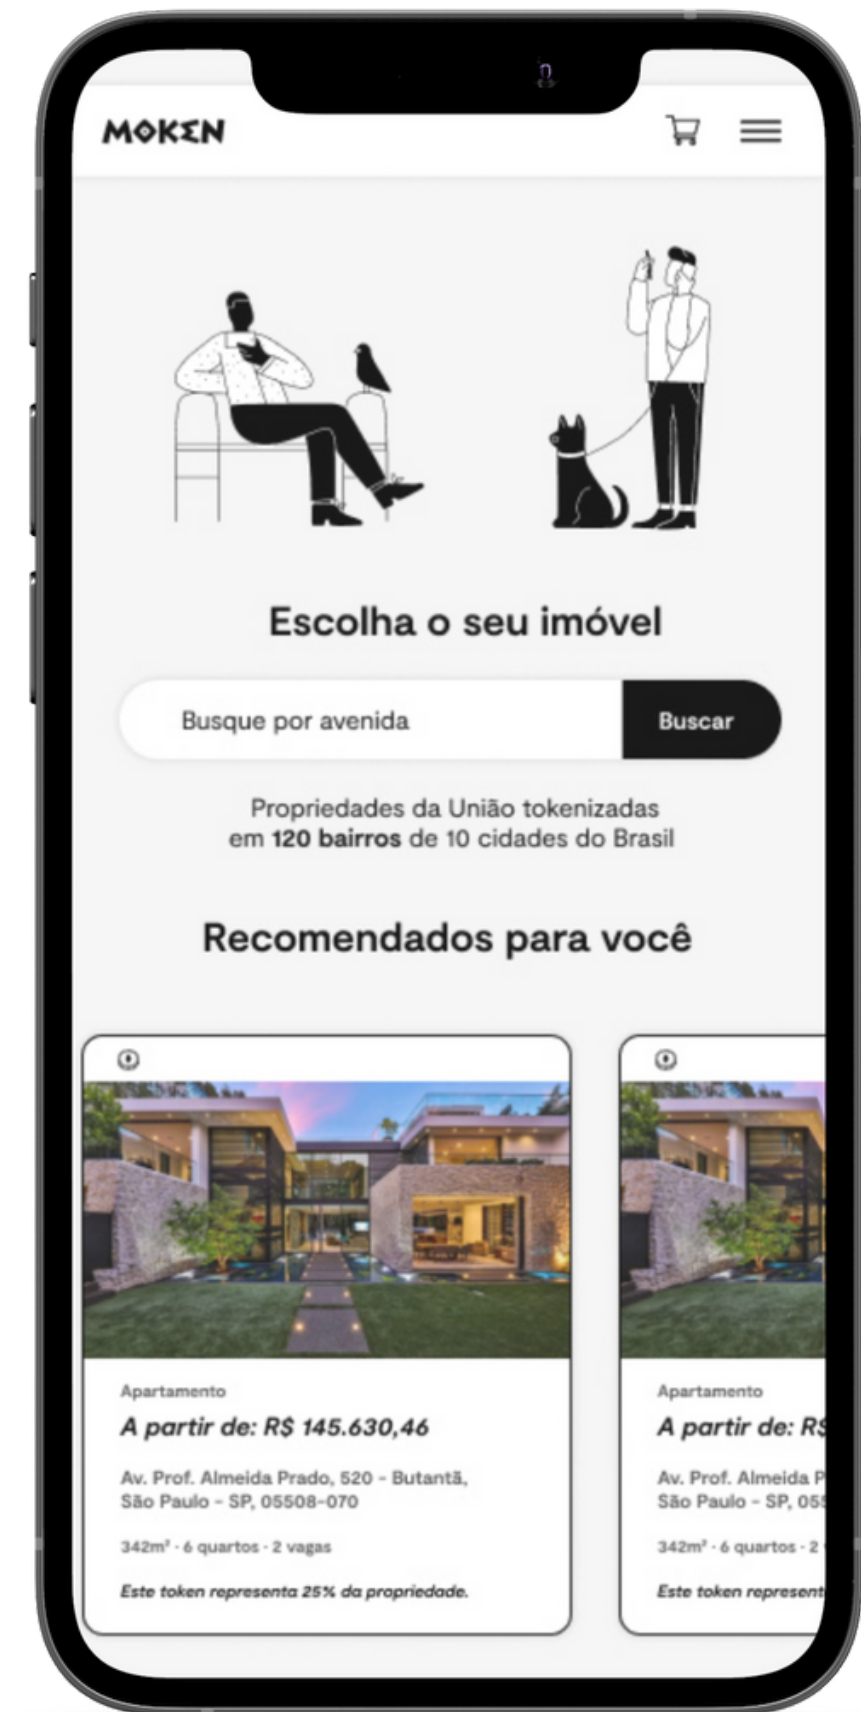 MOKEN
Escolha o seu imóvel
Busque por avenida
Buscar
Propriedades da União tokenizadas
em 120 bairros de 10 cidades do Brasil
Recomendados para você
Apartamento
A partir de: R$ 145.630,46
Av. Prof. Almeida Prado, 520 - Butantã,
São Paulo - SP, 05508-070
342m² · 6 quartos · 2 vagas
Este token representa 25% da propriedade.
Apartamento
A partir de: R$
Av. Prof. Almeida P
São Paulo - SP, 055
342m² · 6 quartos · 2
Este token represent